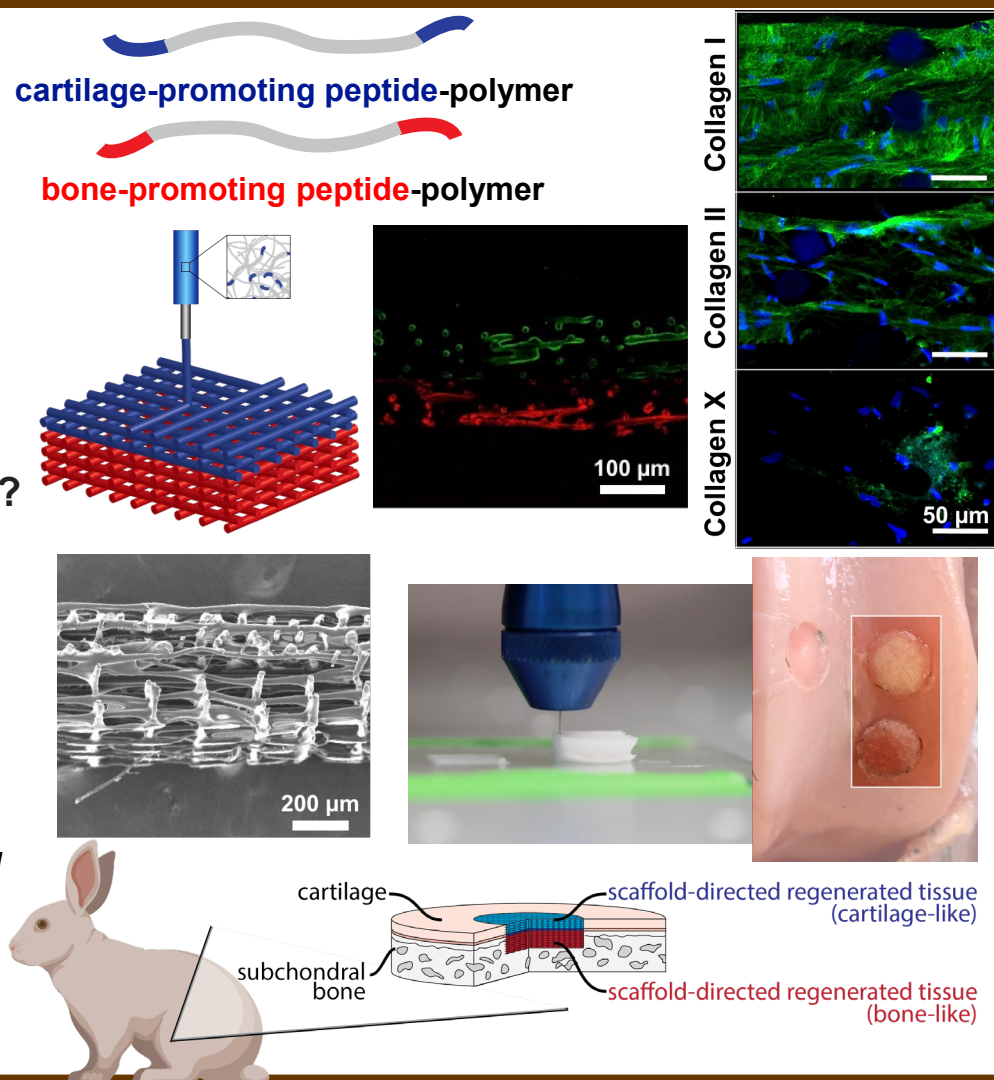 cartilage-promoting peptide-polymer
bone-promoting peptide-polymer
Collagen I
Collagen II
Collagen X
?
100 µm
50 µm
200 µm
cartilage
subchondral
bone
scaffold-directed regenerated tissue
(cartilage-like)
scaffold-directed regenerated tissue
(bone-like)